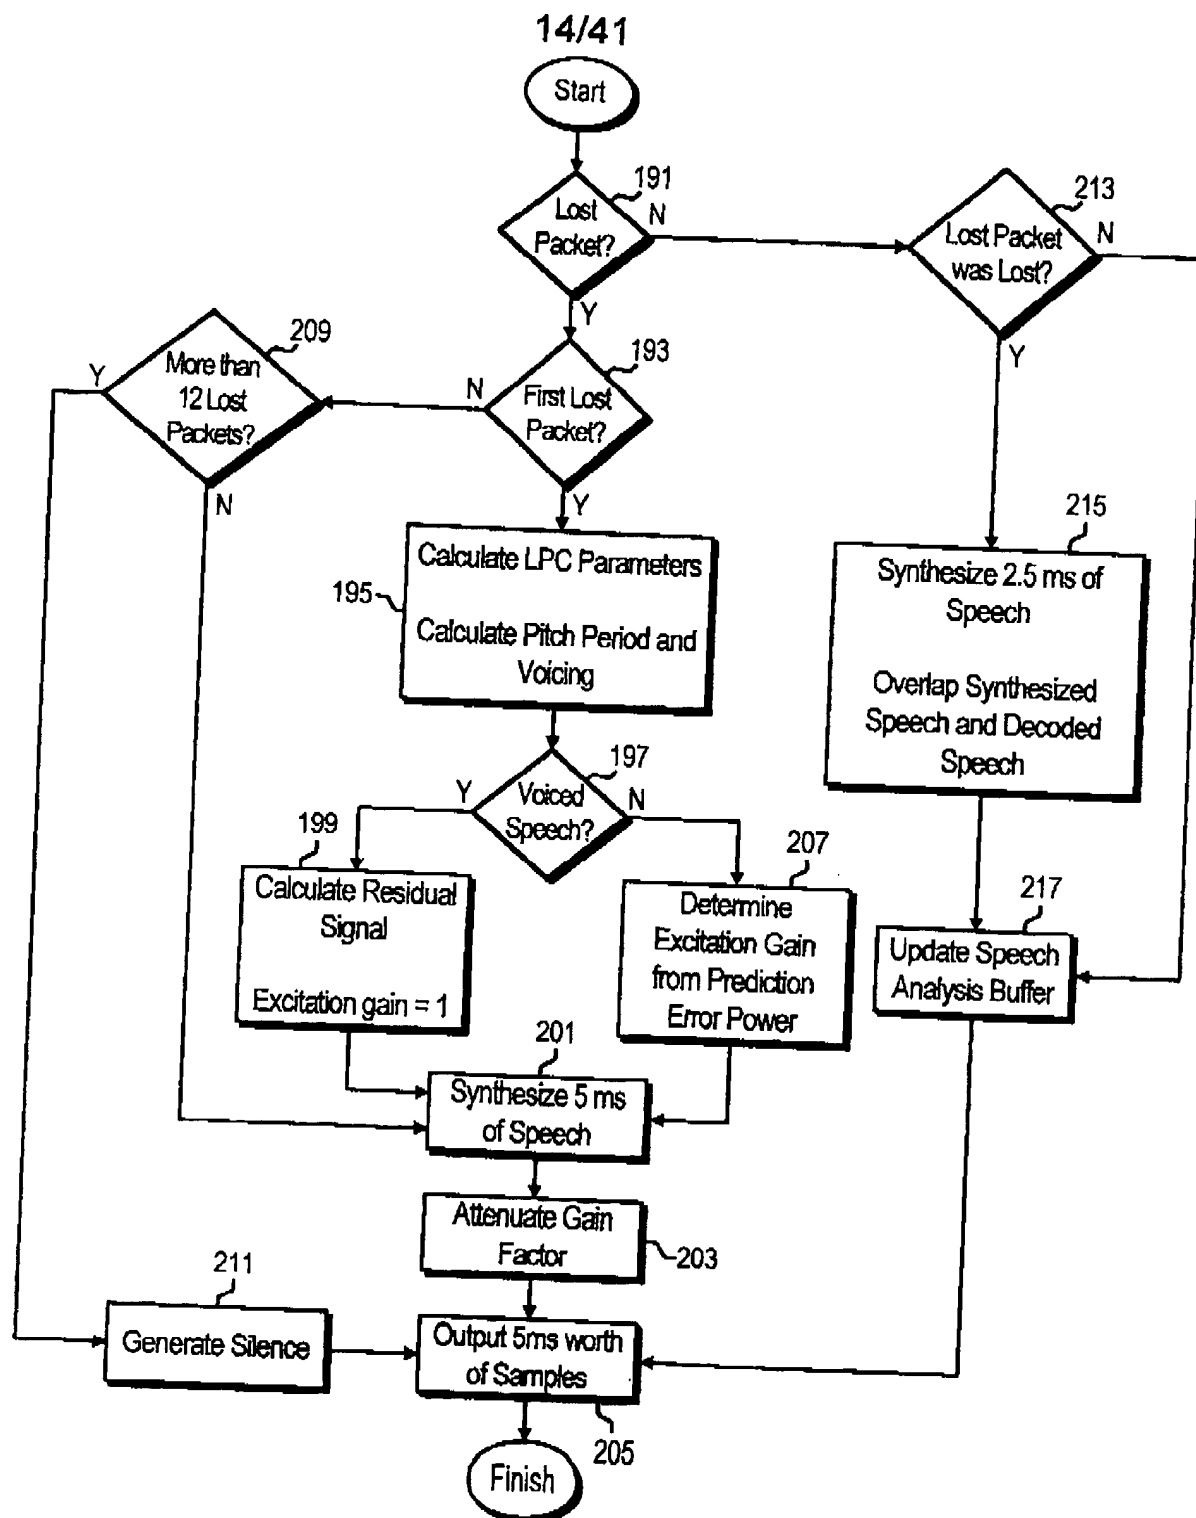 14/41
Start
191
Lost
Packet?
N
Y
213
Lost Packet
was Lost?
N
Y
209
More than
12 Lost
Packets?
Y
N
193
First Lost
Packet?
N
Y
195
Calculate LPC Parameters
Calculate Pitch Period and
Voicing
215
Synthesize 2.5 ms of
Speech
Overlap Synthesized
Speech and Decoded
Speech
197
Voiced
Speech?
Y
N
199
Calculate Residual
Signal
Excitation gain = 1
207
Determine
Excitation Gain
from Prediction
Error Power
217
Update Speech
Analysis Buffer
201
Synthesize 5 ms
of Speech
Attenuate Gain
Factor
203
211
Generate Silence
Output 5ms worth
of Samples
205
Finish